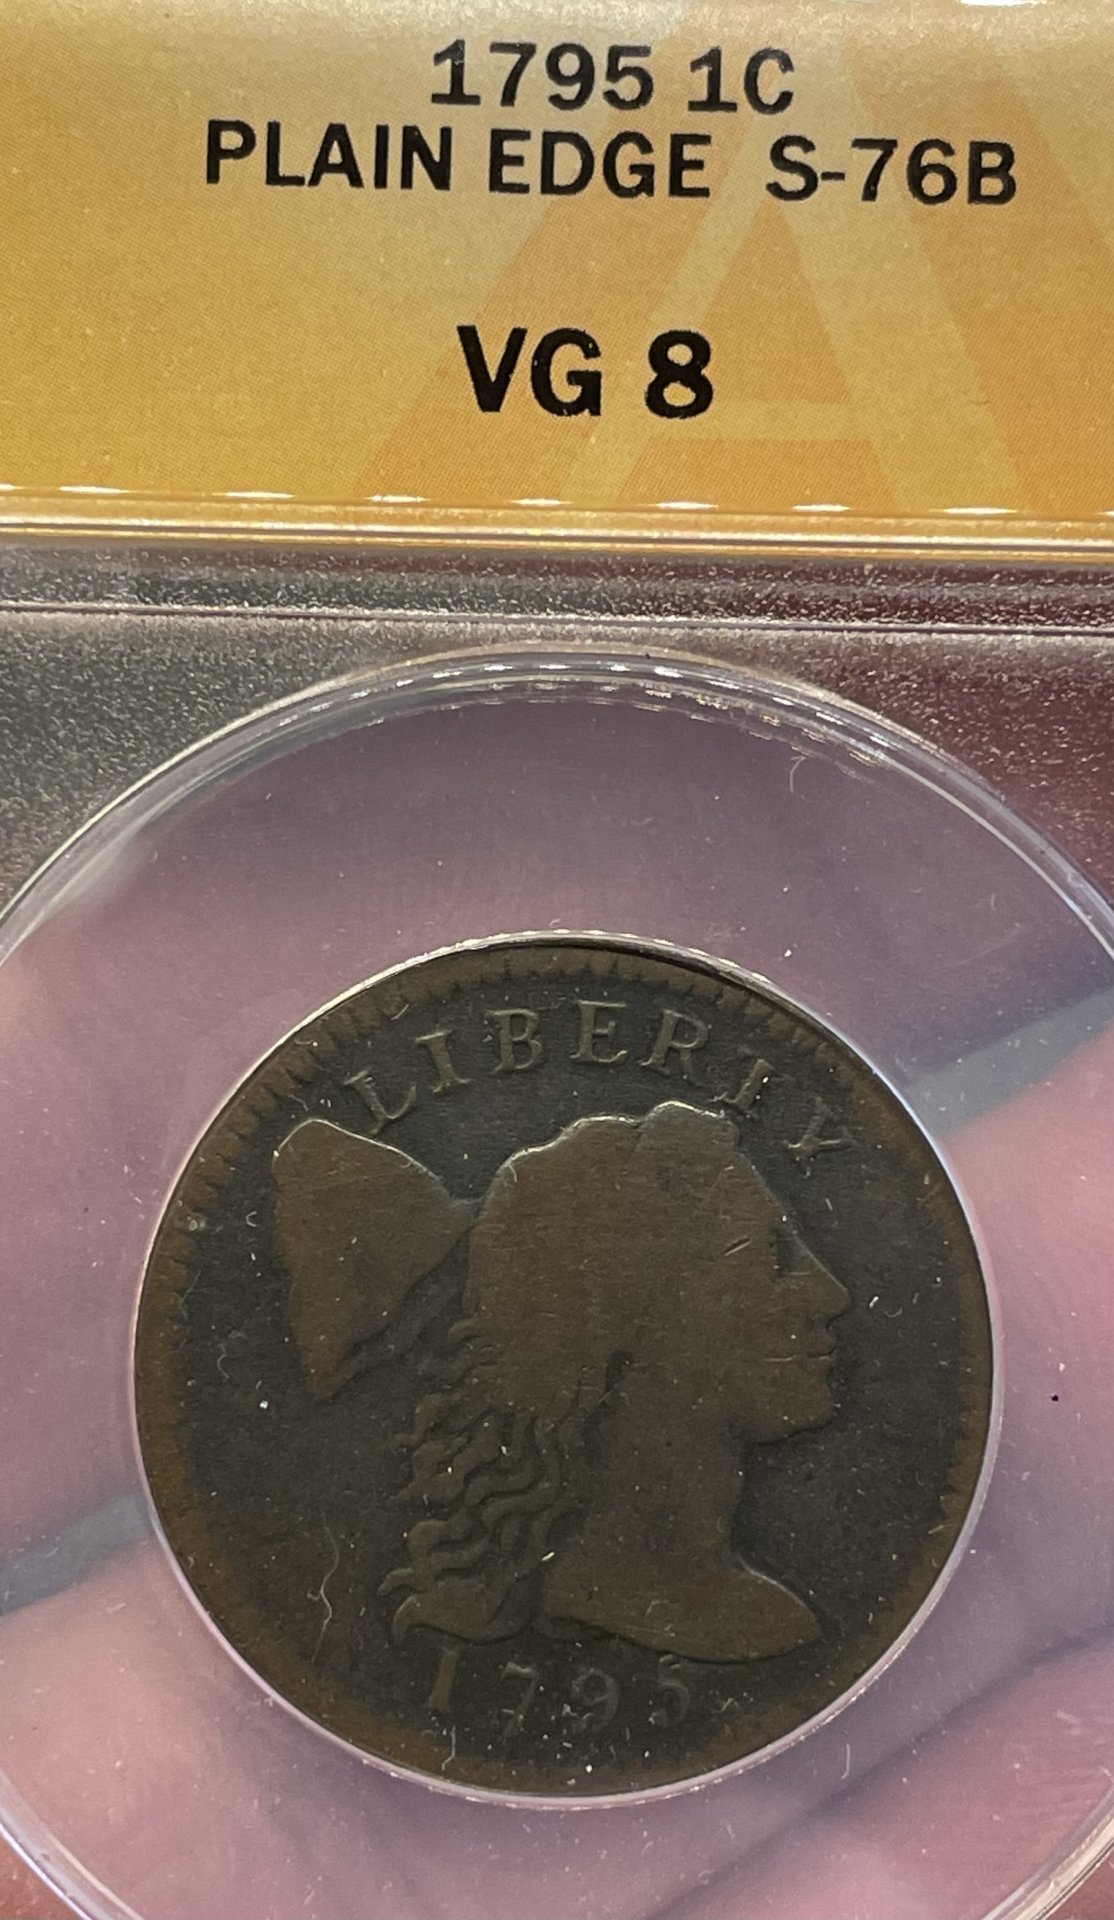 1795 1C
PLAIN EDGE S-76B
VG 8
LIBERTY
1795